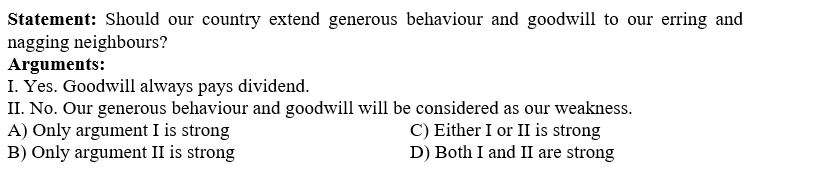 Statement: Should our country extend generous behaviour and goodwill to our erring and
nagging neighbours?
Arguments:
I. Yes. Goodwill always pays dividend.
II. No. Our generous behaviour and goodwill will be considered as our weakness.
A) Only argument I is strong C) Either I or II is strong
B) Only argument II is strong D) Both I and II are strong